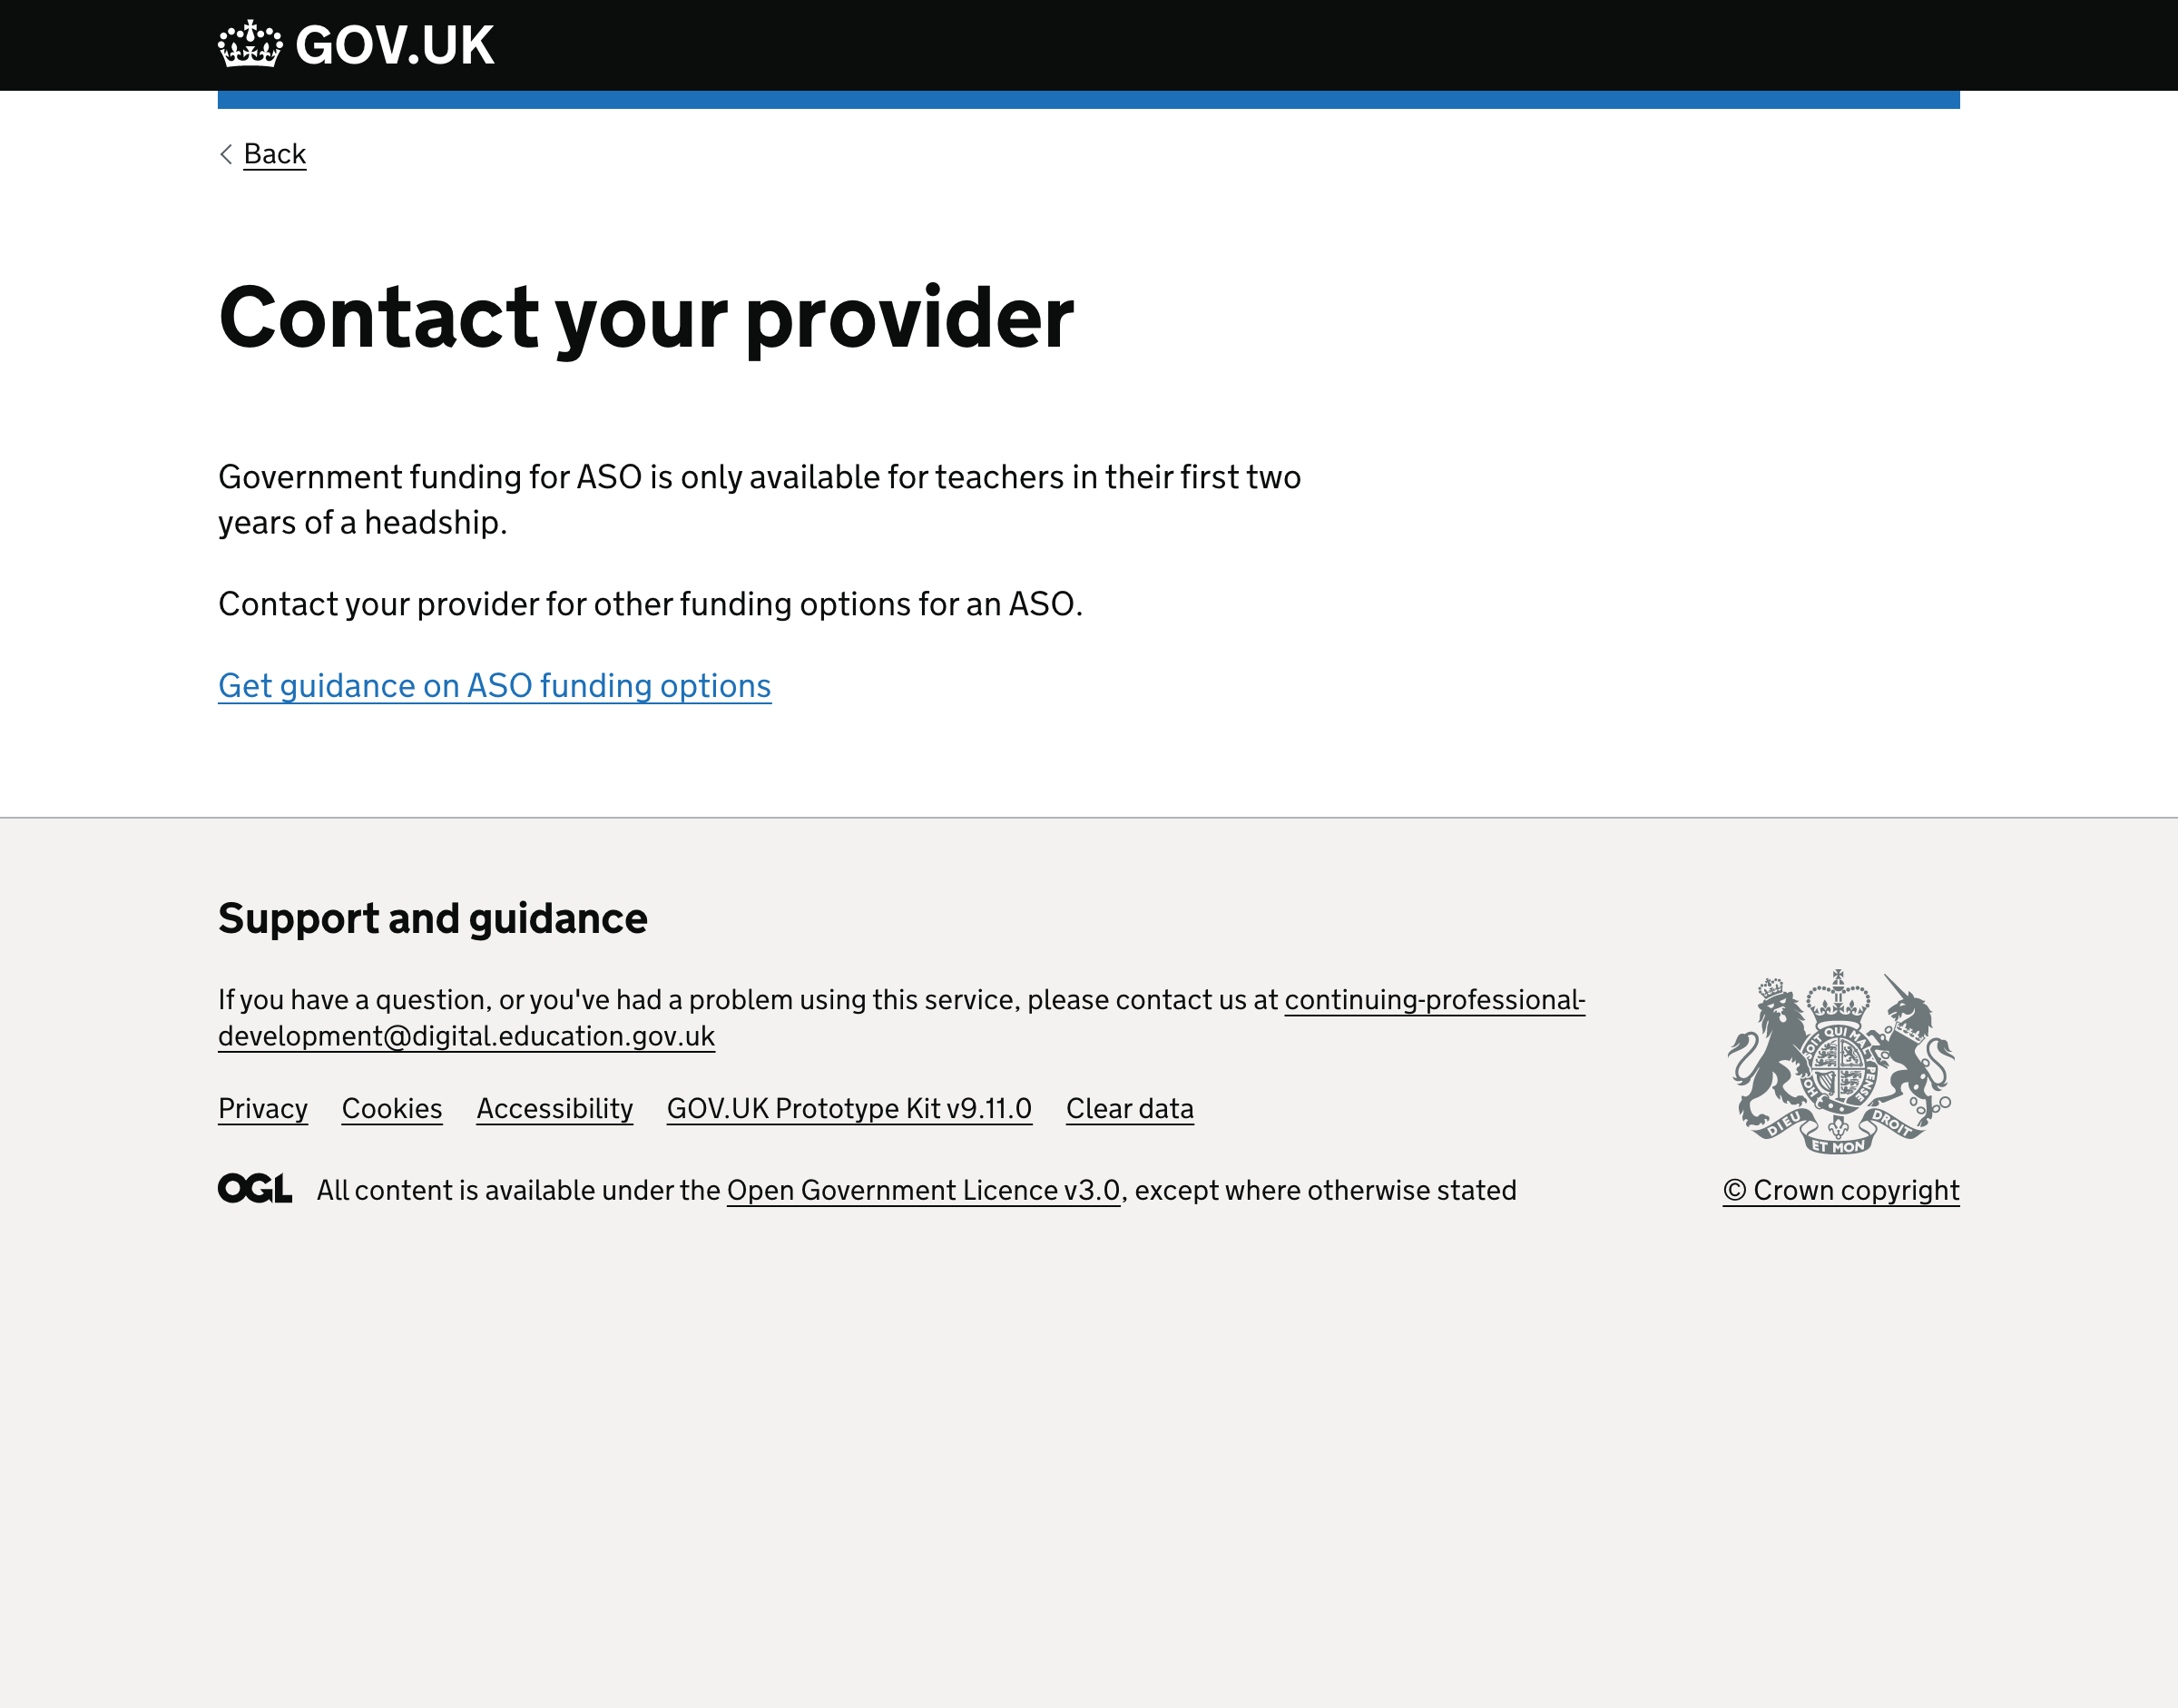 GOV.UK
Back
Contact your provider
Government funding for ASO is only available for teachers in their first two
years of a headship.
Contact your provider for other funding options for an ASO.
Get guidance on ASO funding options
Support and guidance
If you have a question, or you've had a problem using this service, please contact us at continuing-professional-
development@digital.education.gov.uk
Privacy Cookies Accessibility GOV.UK Prototype Kit v9.11.0 Clear data
OGL All content is available under the Open Government Licence v3.0, except where otherwise stated
SOIT QUI MAL
PENSE
DIEU
ET MON
DROIT
© Crown copyright